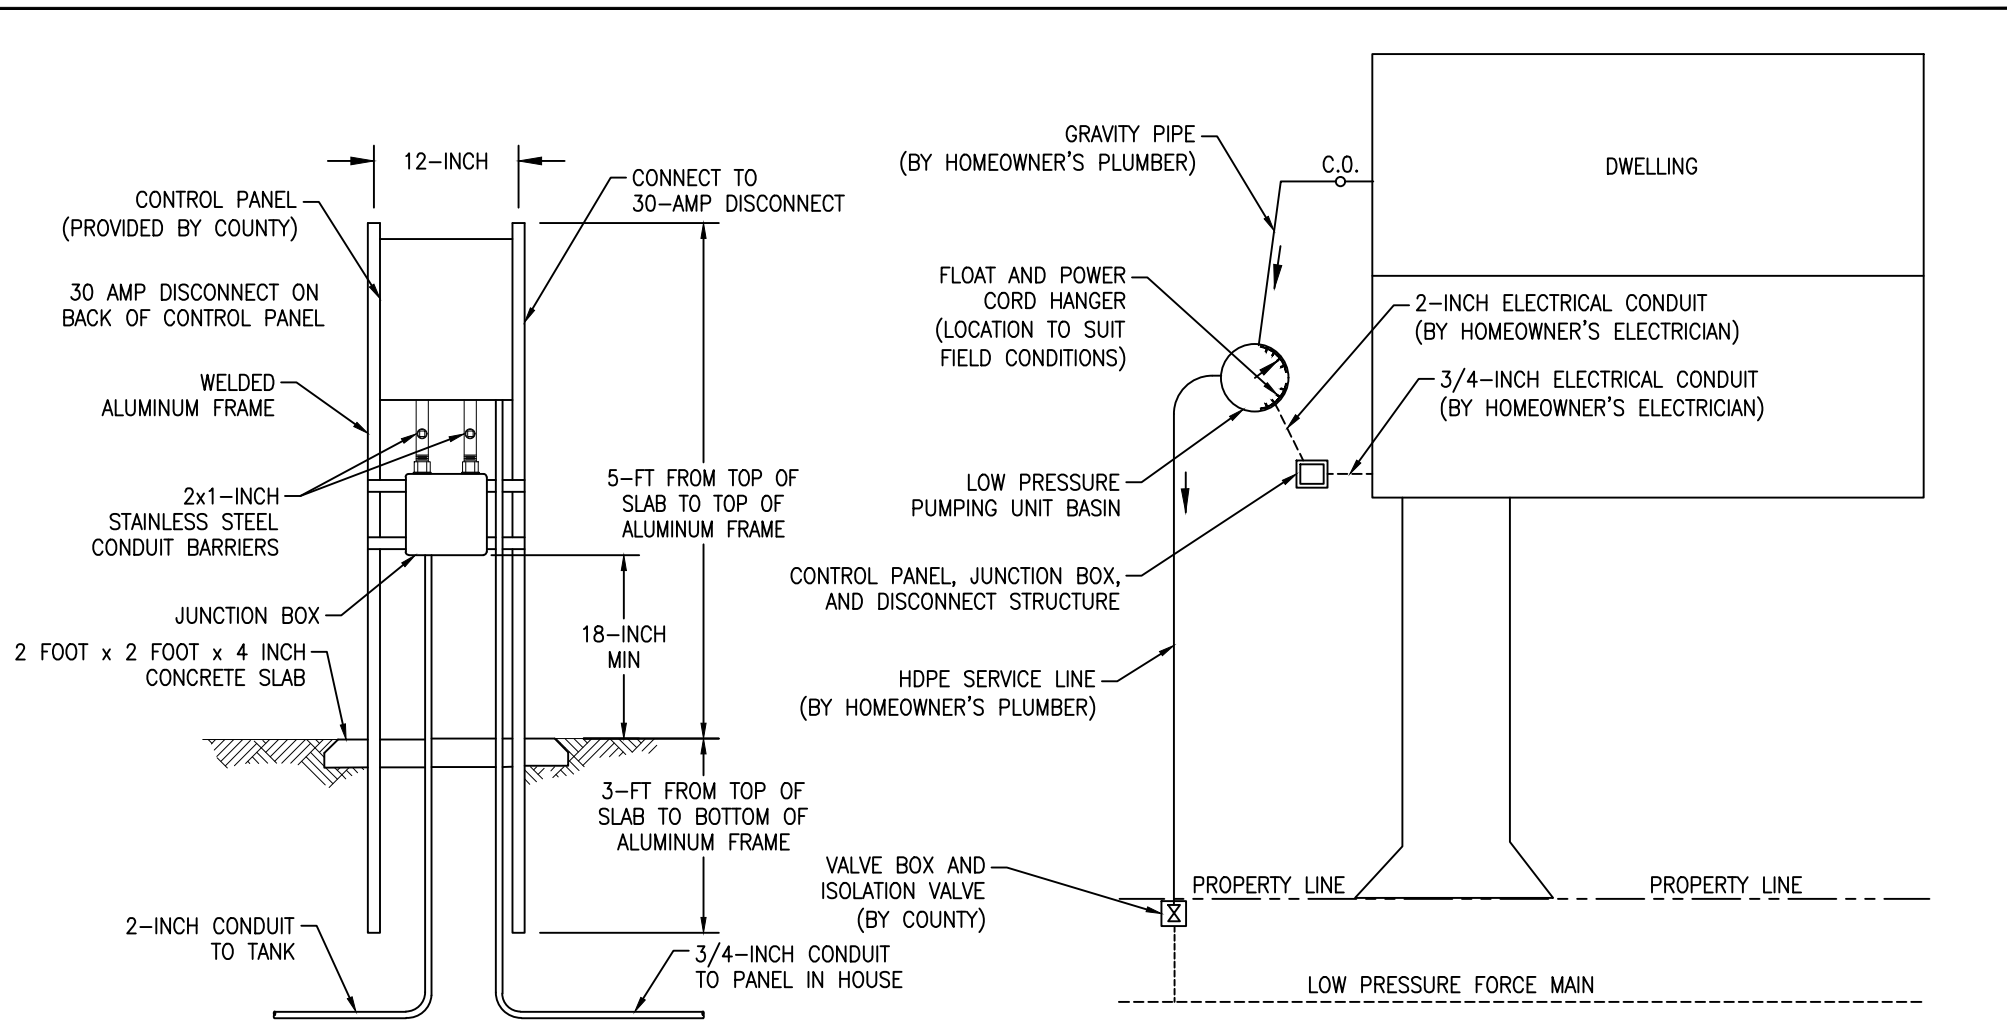 12-INCH
CONNECT TO
30-AMP DISCONNECT
CONTROL PANEL
(PROVIDED BY COUNTY)
30 AMP DISCONNECT ON
BACK OF CONTROL PANEL
WELDED
ALUMINUM FRAME
2x1-INCH
STAINLESS STEEL
CONDUIT BARRIERS
5-FT FROM TOP OF
SLAB TO TOP OF
ALUMINUM FRAME
JUNCTION BOX
18-INCH
MIN
2 FOOT x 2 FOOT x 4 INCH
CONCRETE SLAB
3-FT FROM TOP OF
SLAB TO BOTTOM OF
ALUMINUM FRAME
2-INCH CONDUIT
TO TANK
3/4-INCH CONDUIT
TO PANEL IN HOUSE
GRAVITY PIPE
(BY HOMEOWNER'S PLUMBER)
C.O.
DWELLING
FLOAT AND POWER
CORD HANGER
(LOCATION TO SUIT
FIELD CONDITIONS)
2-INCH ELECTRICAL CONDUIT
(BY HOMEOWNER'S ELECTRICIAN)
3/4-INCH ELECTRICAL CONDUIT
(BY HOMEOWNER'S ELECTRICIAN)
LOW PRESSURE
PUMPING UNIT BASIN
CONTROL PANEL, JUNCTION BOX,
AND DISCONNECT STRUCTURE
HDPE SERVICE LINE
(BY HOMEOWNER'S PLUMBER)
VALVE BOX AND
ISOLATION VALVE
(BY COUNTY)
PROPERTY LINE
PROPERTY LINE
LOW PRESSURE FORCE MAIN